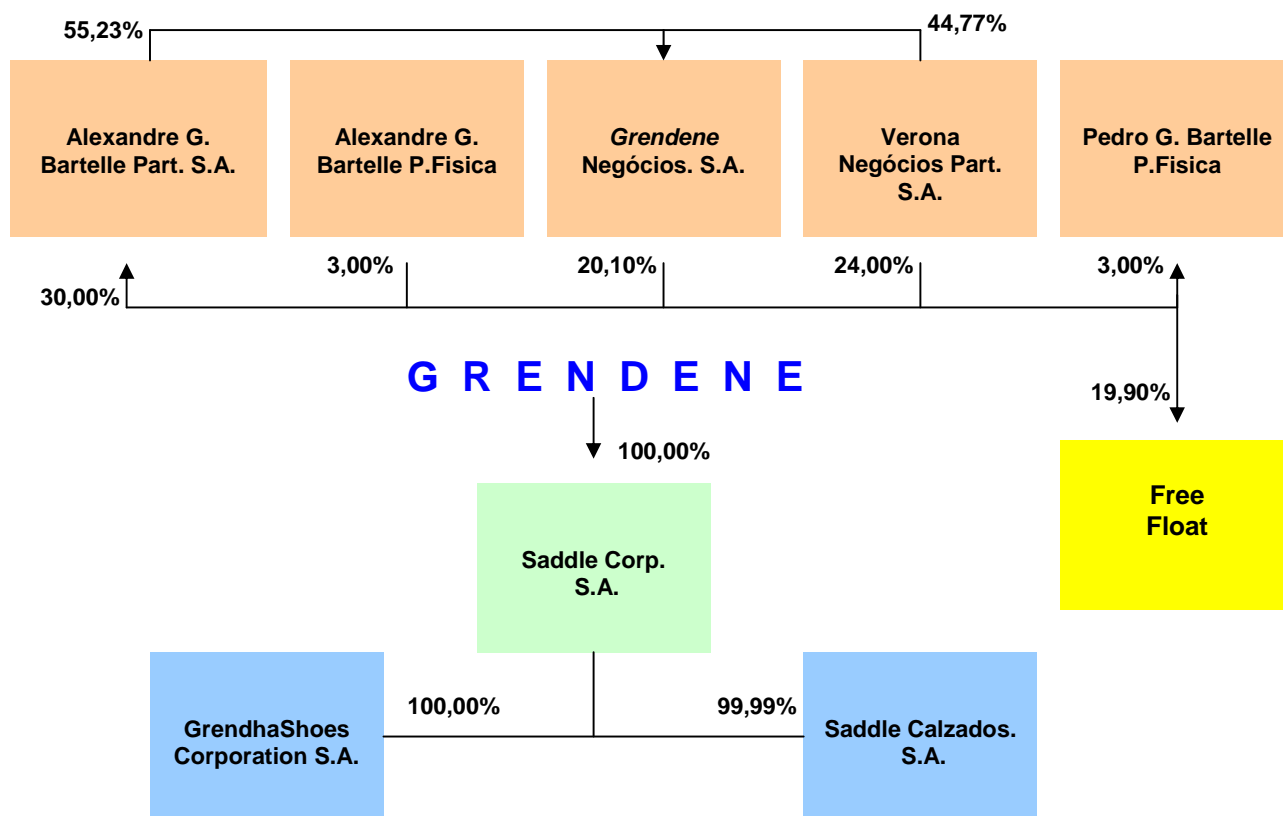 55,23%
44,77%
Alexandre G.
Bartelle Part. S.A.
Alexandre G.
Bartelle P.Fisica
Grendene
Negócios. S.A.
Verona
Negócios Part.
S.A.
Pedro G. Bartelle
P.Fisica
30,00%
3,00%
20,10%
24,00%
3,00%
G R E N D E N E
19,90%
100,00%
Free
Float
Saddle Corp.
S.A.
GrendhaShoes
Corporation S.A.
100,00%
99,99%
Saddle Calzados.
S.A.